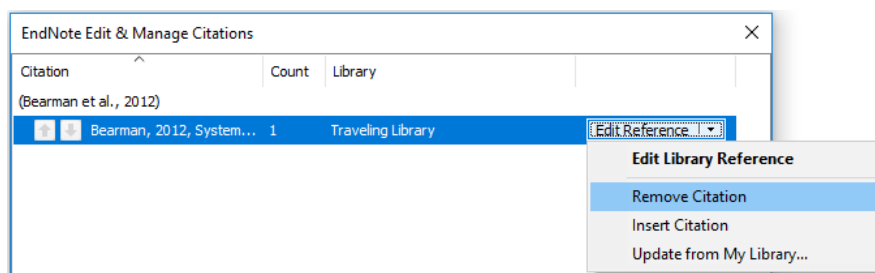 EndNote Edit & Manage Citations
Citation Count Library
(Bearman et al., 2012)
Bearman, 2012, System... 1 Traveling Library Edit Reference
Edit Library Reference
Remove Citation
Insert Citation
Update from My Library...